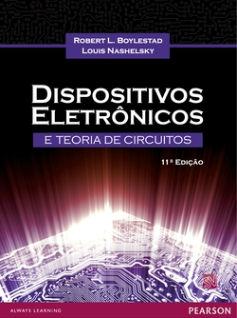 ROBERT L. BOYLESTAD
LOUIS NASHELSKY
DISPOSITIVOS
ELETRÔNICOS
E TEORIA DE CIRCUITOS
11ª EDIÇÃO
ALWAYS LEARNING
PEARSON